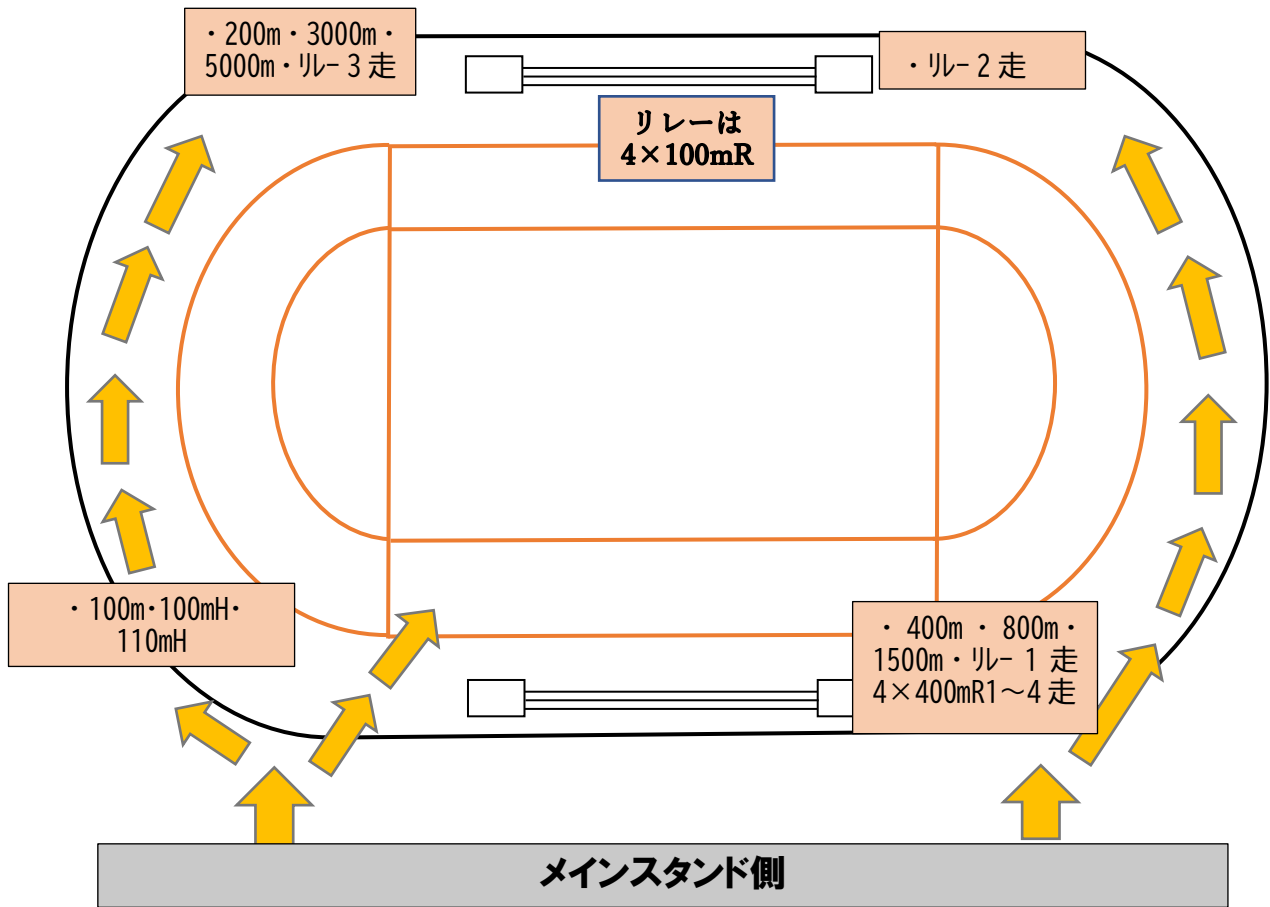 ・200m・3000m・
5000m・ﾘﾚｰ 3 走
・ﾘﾚｰ 2 走
リレーは
4×100mR
・100m・100mH・
110mH
・ 400m ・ 800m・
1500m・ﾘﾚｰ 1 走
4×400mR1～4 走
メインスタンド側